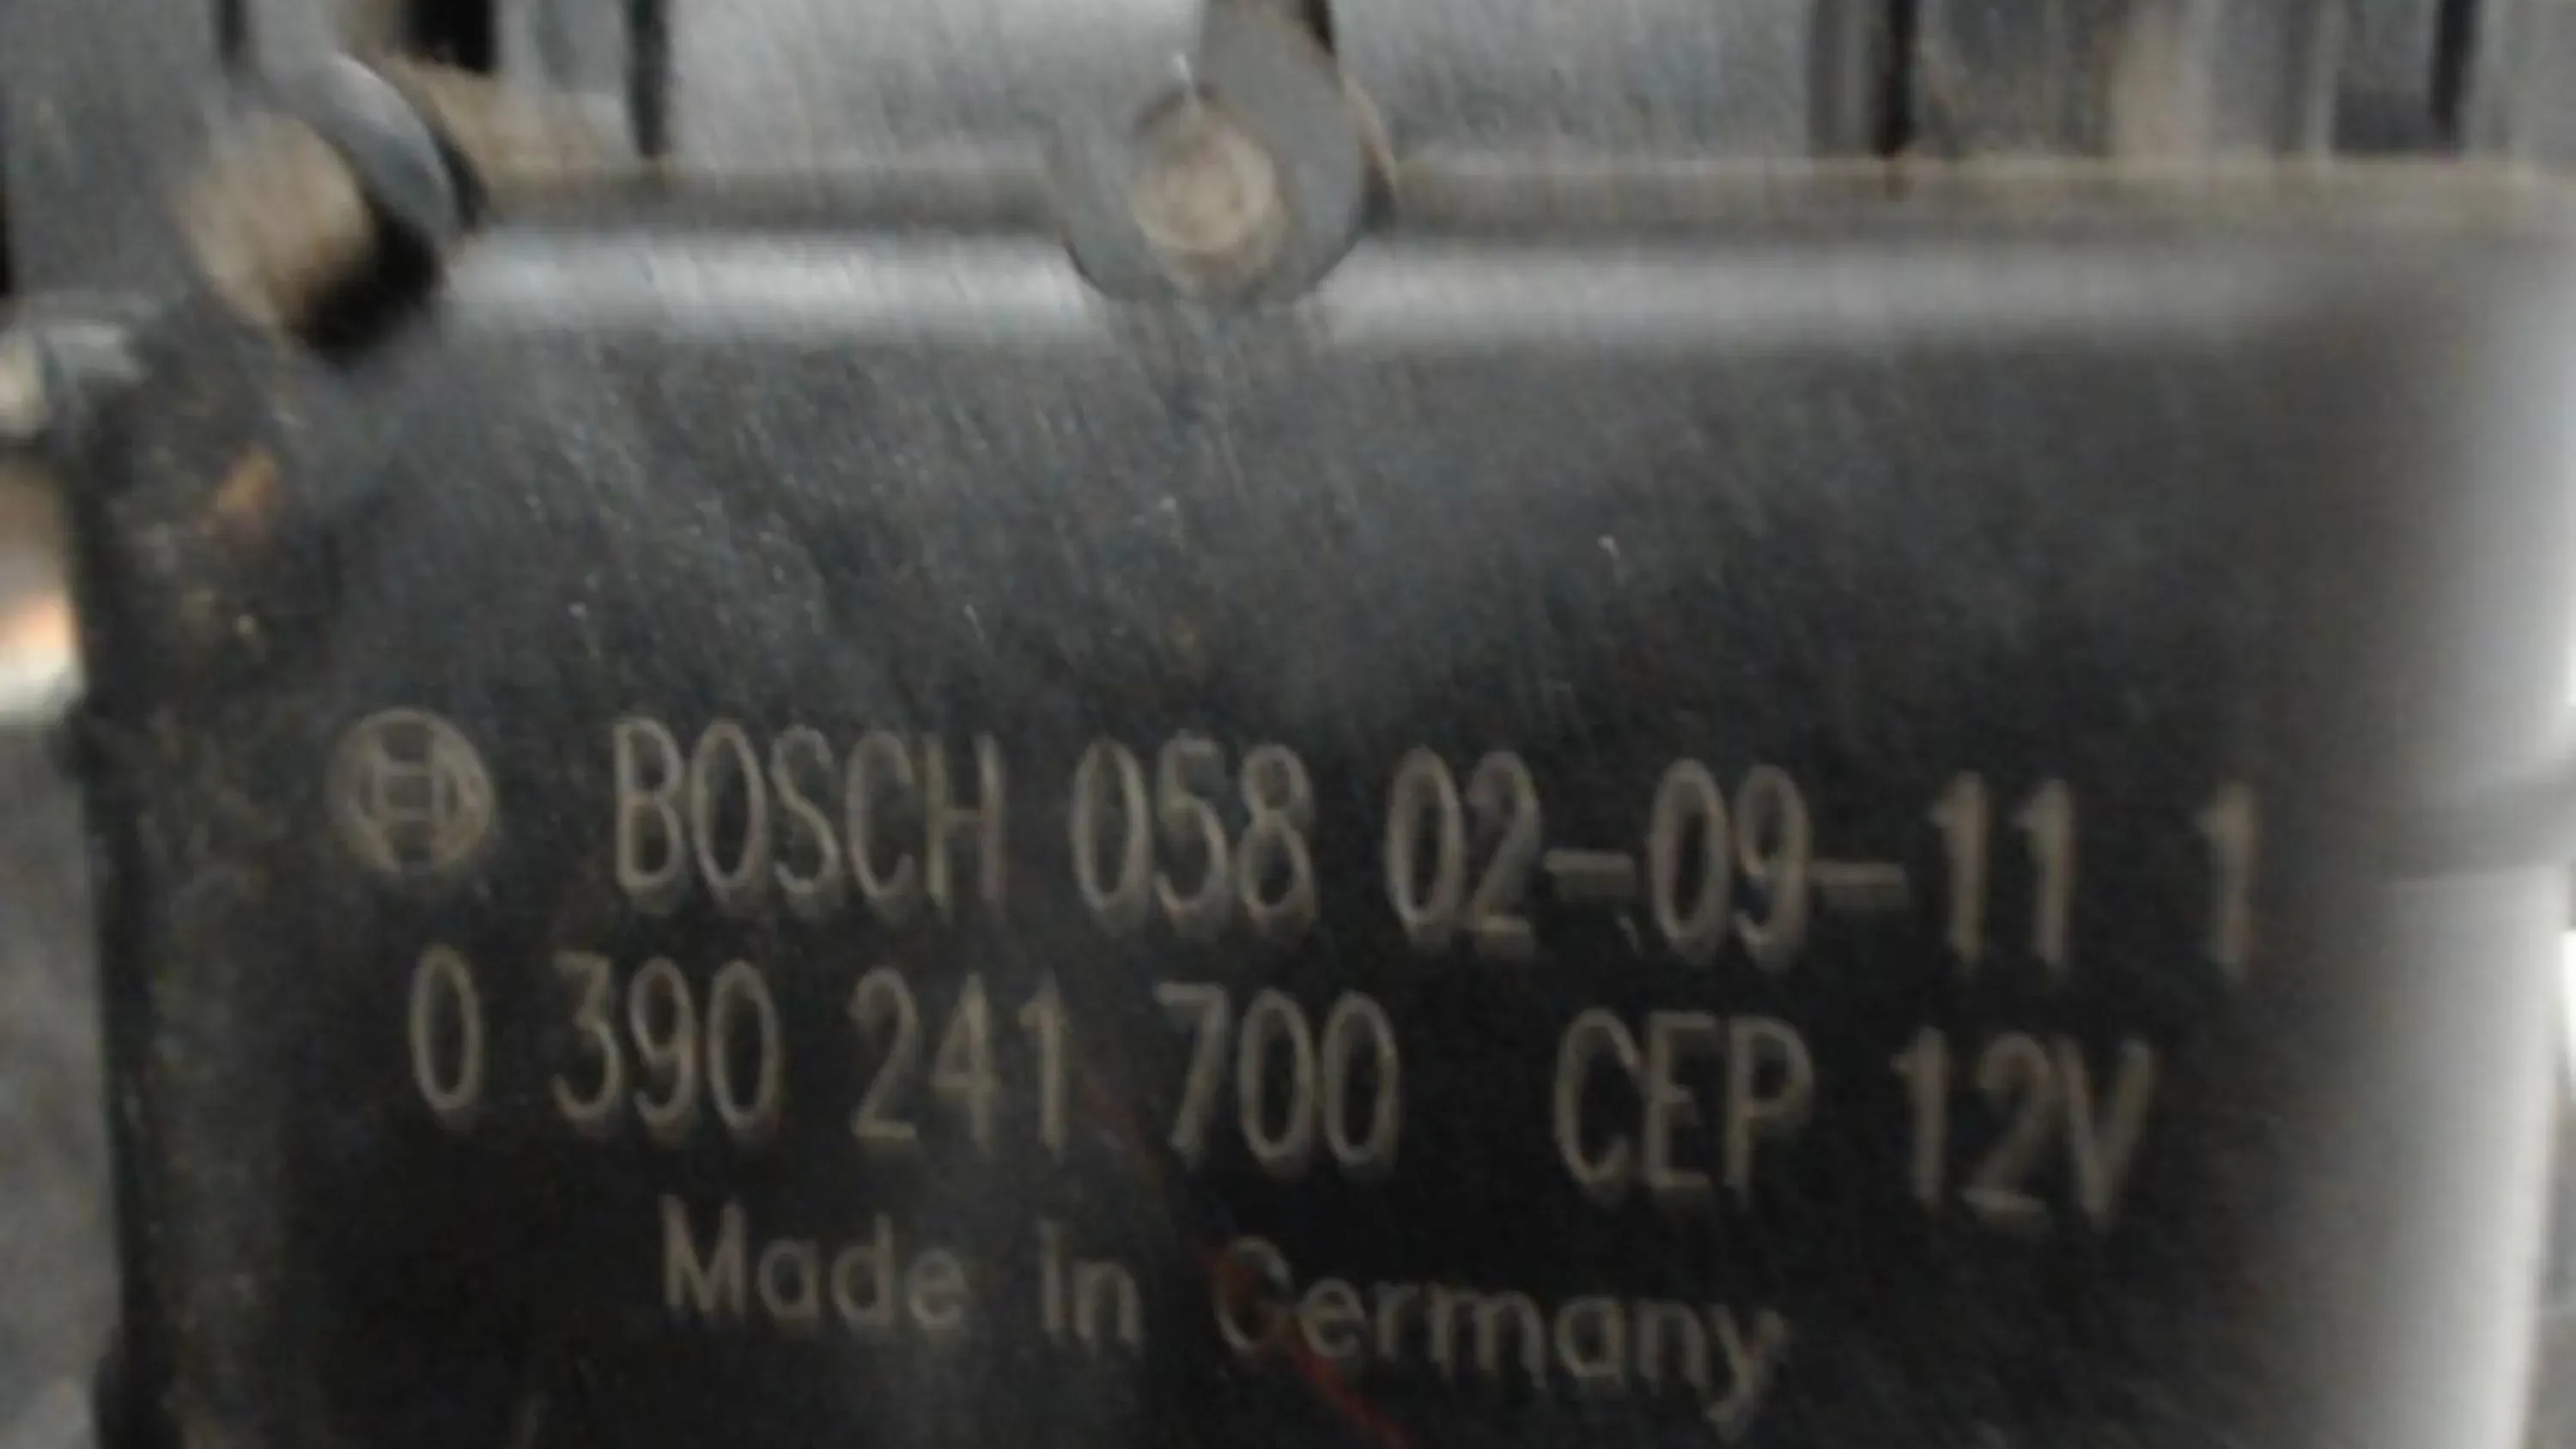 BOSCH 058 02-09-11 1
0 390 241 700 CEP 12V
Made in Germany